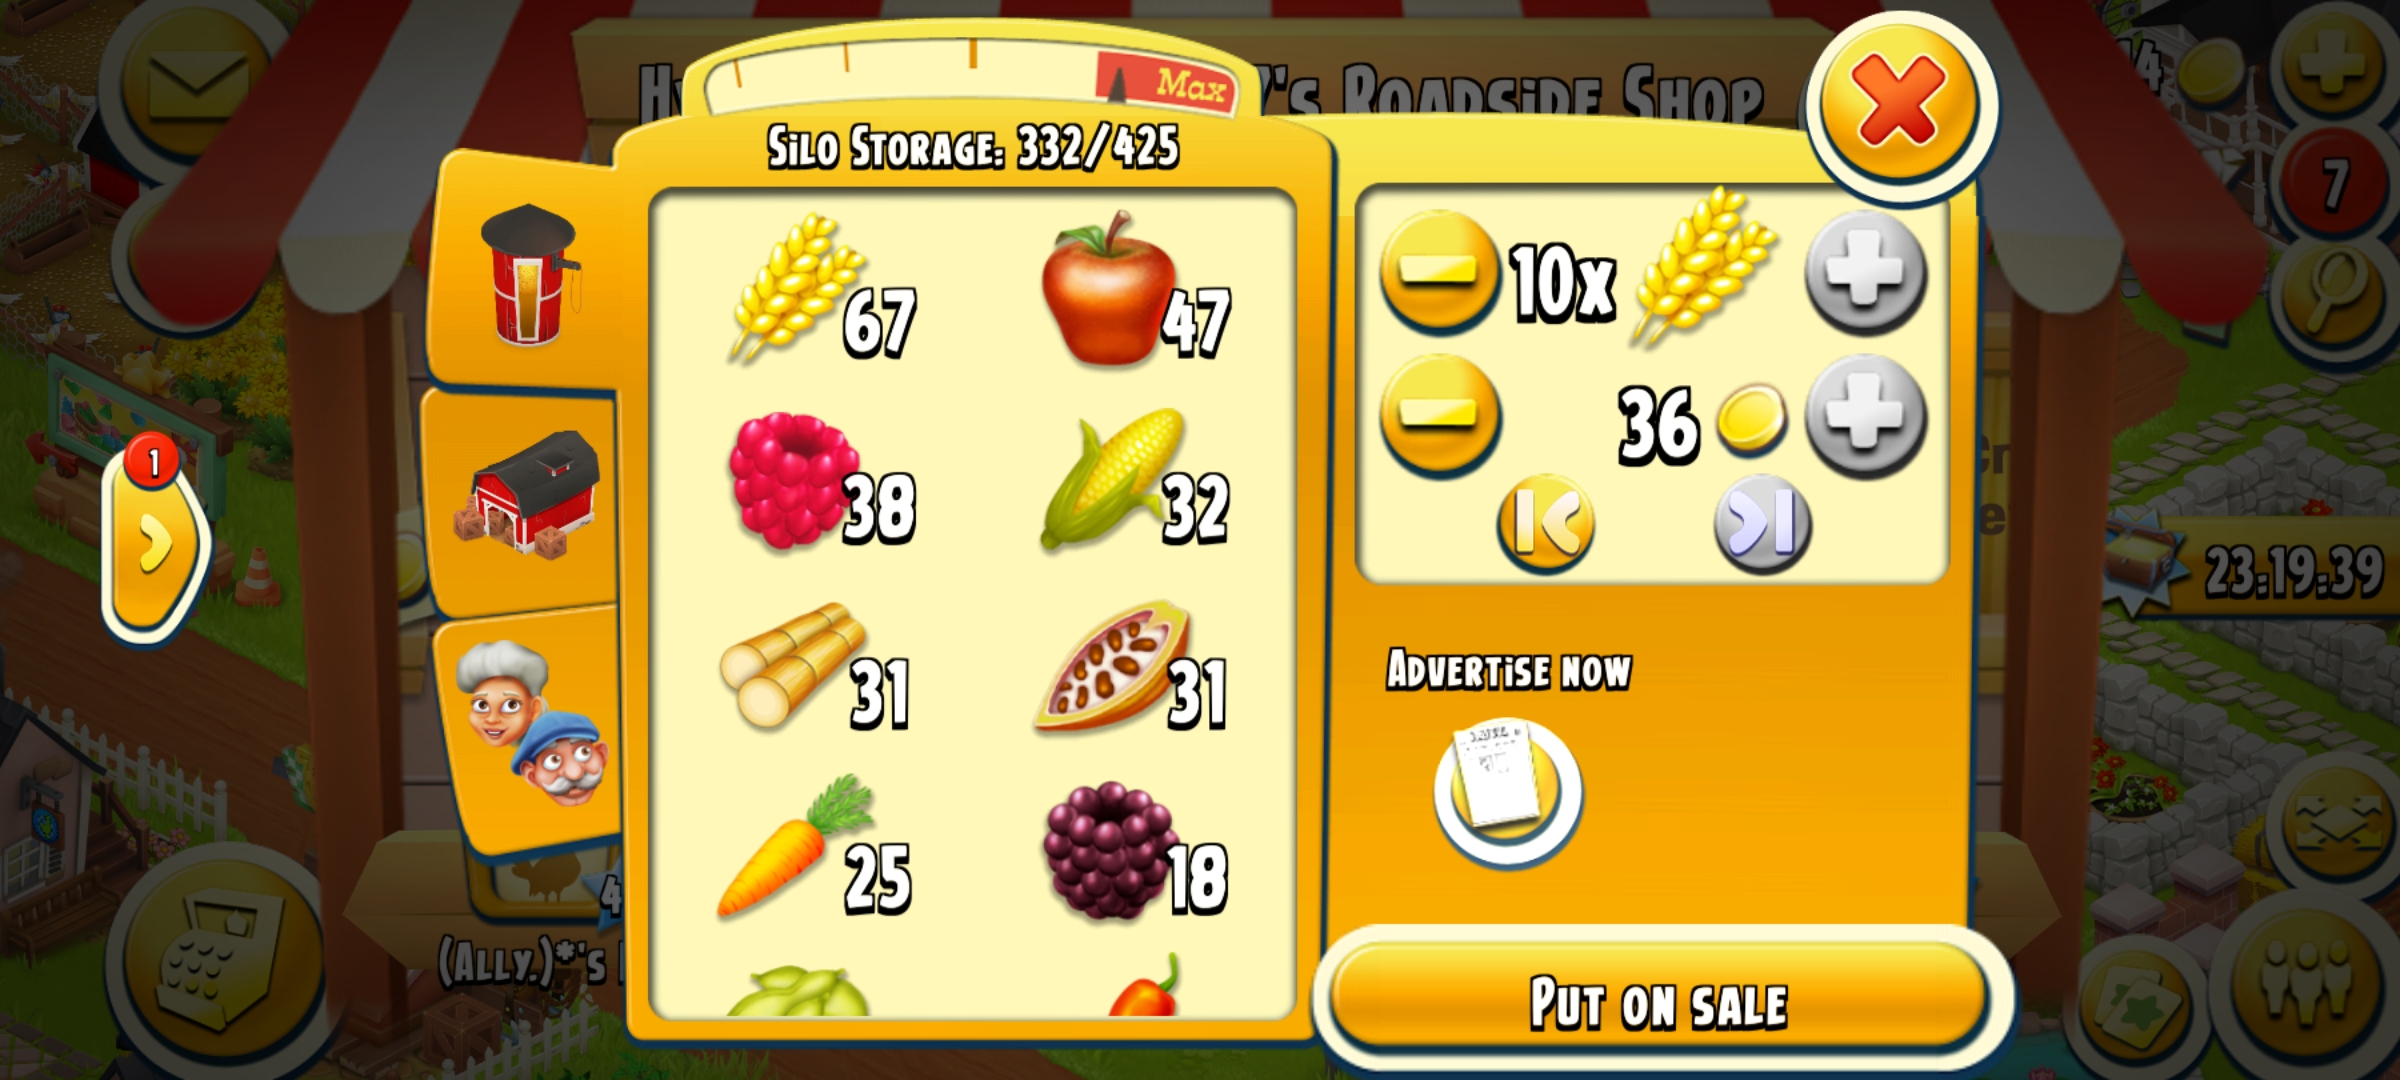 Max
's Roadside Shop
Silo Storage: 332/425
67
47
38
32
31
31
25
18
10x
36
Advertise now
Put on sale
1
7
23:19:39
(Ally.)*'s